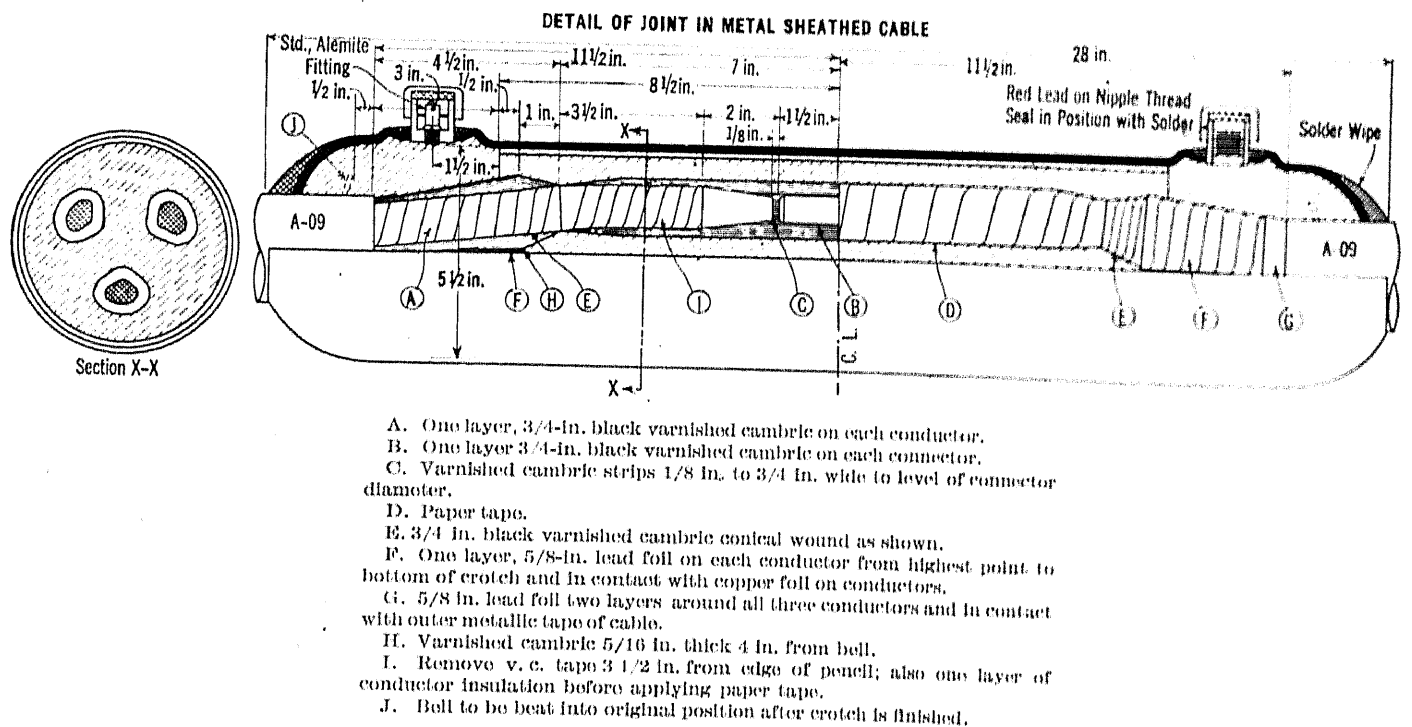 DETAIL OF JOINT IN METAL SHEATHED CABLE
28 in.
Std., Alemite
Fitting
4 1/2 in.
11 1/2 in.
11 1/2 in.
3 in.
1/2 in.
7 in.
8 1/2 in.
1/2 in.
1 in.
3 1/2 in.
2 in.
1 1/2 in.
1/8 in.
Red Lead on Nipple Thread
Seal in Position with Solder
Solder Wipe
J
X
1 1/2 in.
A-09
A-09
5 1/2 in.
A
F
H
E
I
C
B
D
E
F
G
C. L.
X
Section X-X
A. One layer, 3/4-in. black varnished cambric on each conductor.
B. One layer 3/4-in. black varnished cambric on each connector.
C. Varnished cambric strips 1/8 in. to 3/4 in. wide to level of connector
diameter.
D. Paper tape.
E. 3/4 in. black varnished cambric conical wound as shown.
F. One layer, 5/8-in. lead foil on each conductor from highest point to
bottom of crotch and in contact with copper foil on conductors.
G. 5/8 in. lead foil two layers around all three conductors and in contact
with outer metallic tape of cable.
H. Varnished cambric 5/16 in. thick 4 in. from bell.
I. Remove v. c. tape 3 1/2 in. from edge of pencil; also one layer of
conductor insulation before applying paper tape.
J. Bell to be beat into original position after crotch is finished.